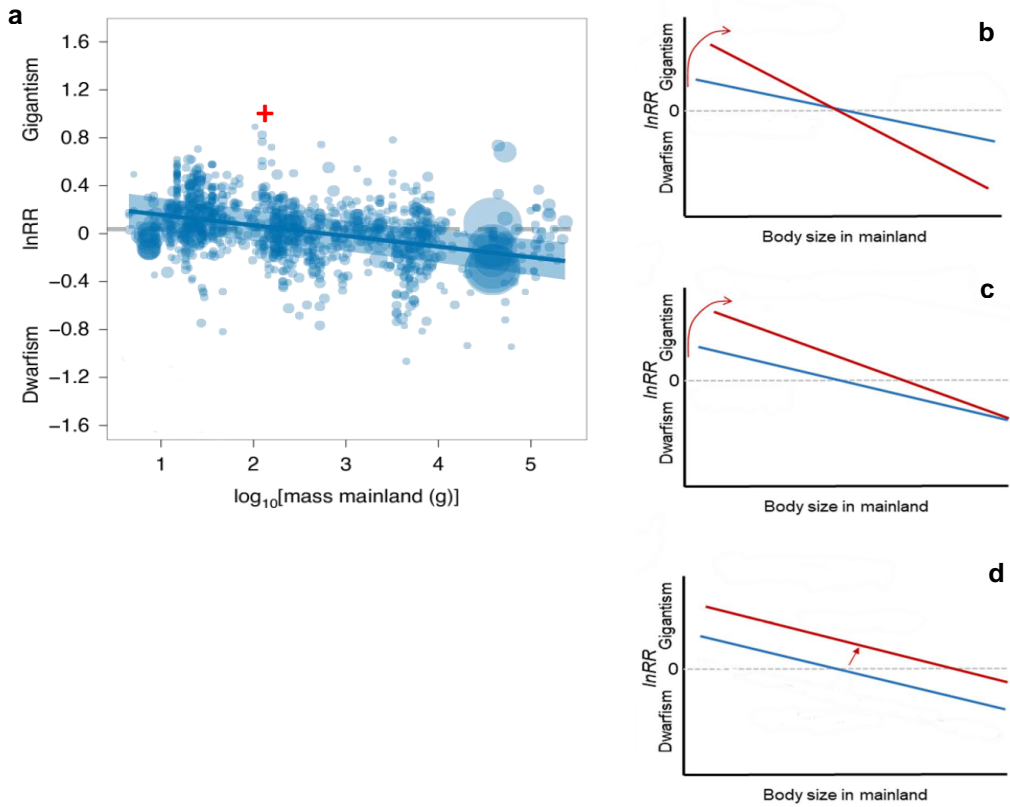 a
Gigantism
lnRR
Dwarfism
1.6
1.2
0.8
0.4
0
−0.4
−0.8
−1.2
−1.6
1 2 3 4 5
log₁₀[mass mainland (g)]
b
Gigantism
lnRR
0
Dwarfism
Body size in mainland
c
Gigantism
lnRR
0
Dwarfism
Body size in mainland
d
Gigantism
lnRR
0
Dwarfism
Body size in mainland